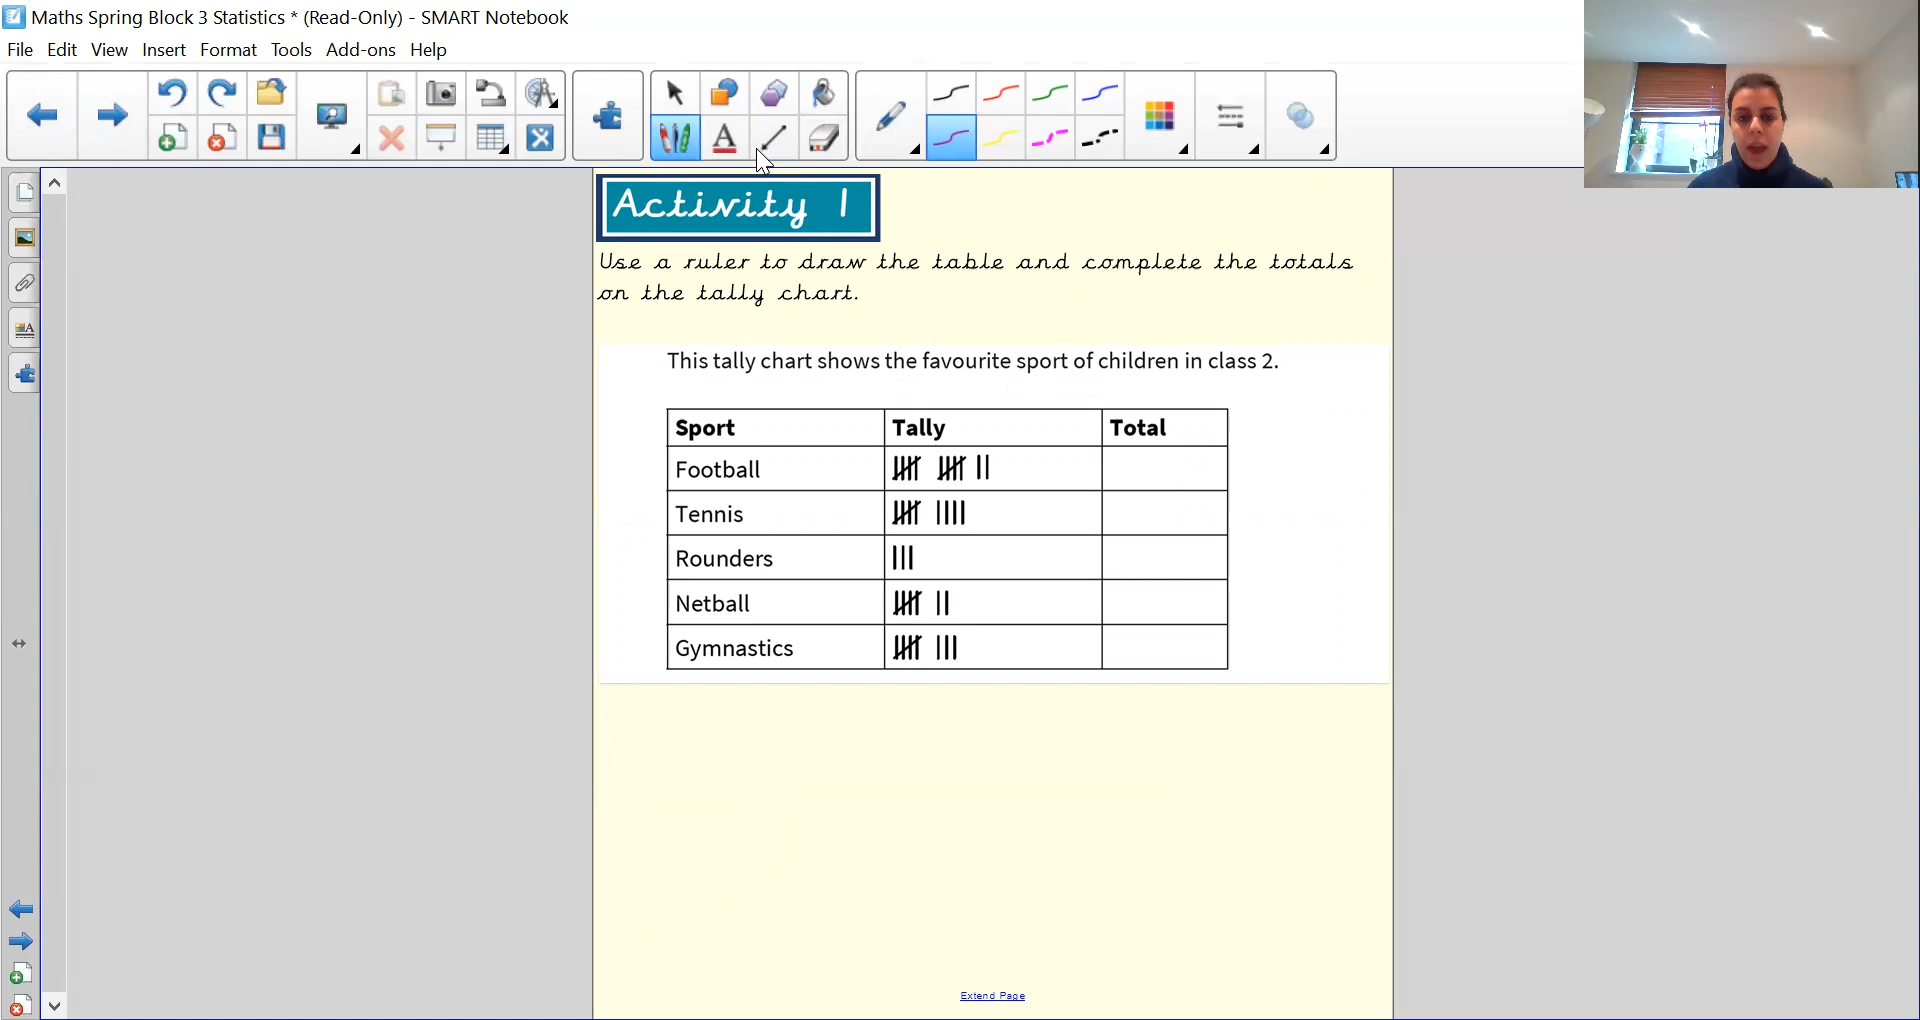 Maths Spring Block 3 Statistics * (Read-Only) - SMART Notebook
File Edit View Insert Format Tools Add-ons Help
Activity 1
Use a ruler to draw the table and complete the totals
on the tally chart.
This tally chart shows the favourite sport of children in class 2.
Sport Tally Total
Football
Tennis
Rounders
Netball
Gymnastics
Extend Page